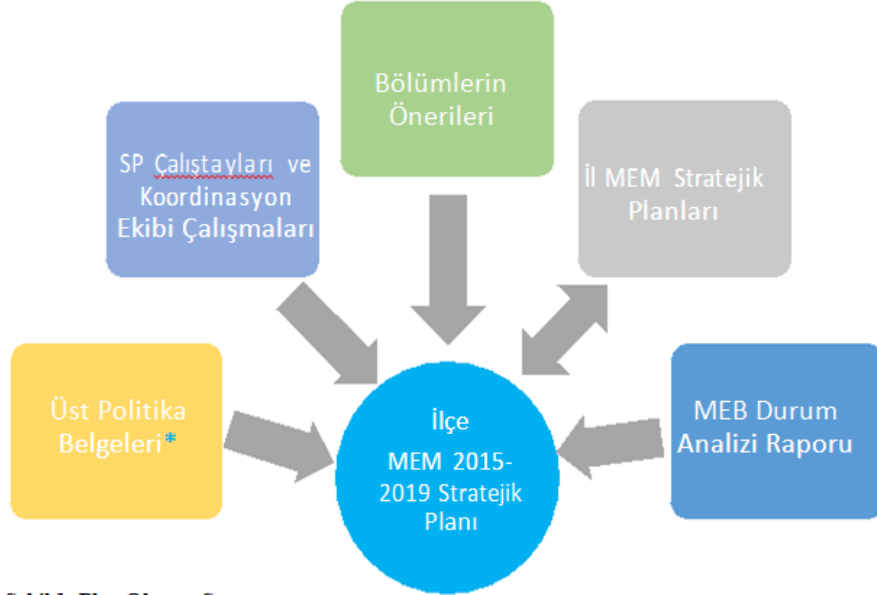 Bölümlerin
Önerileri
SP Çalıştayları ve
Koordinasyon
Ekibi Çalışmaları
İl MEM Stratejik
Planları
Üst Politika
Belgeleri*
MEB Durum
Analizi Raporu
İlçe
MEM 2015-
2019 Stratejik
Planı